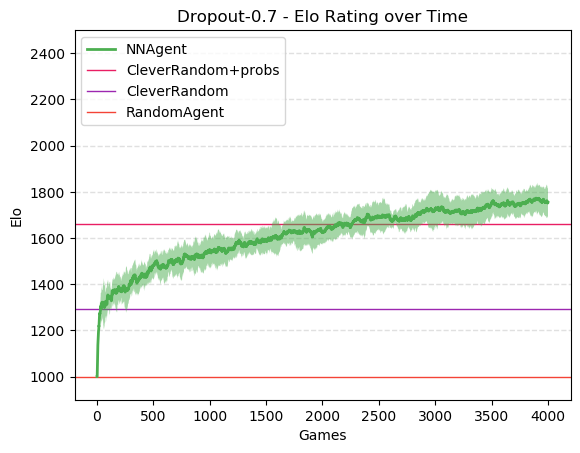 Dropout-0.7 - Elo Rating over Time
NNAgent
CleverRandom+probs
CleverRandom
RandomAgent
Elo
2400
2200
2000
1800
1600
1400
1200
1000
0 500 1000 1500 2000 2500 3000 3500 4000
Games